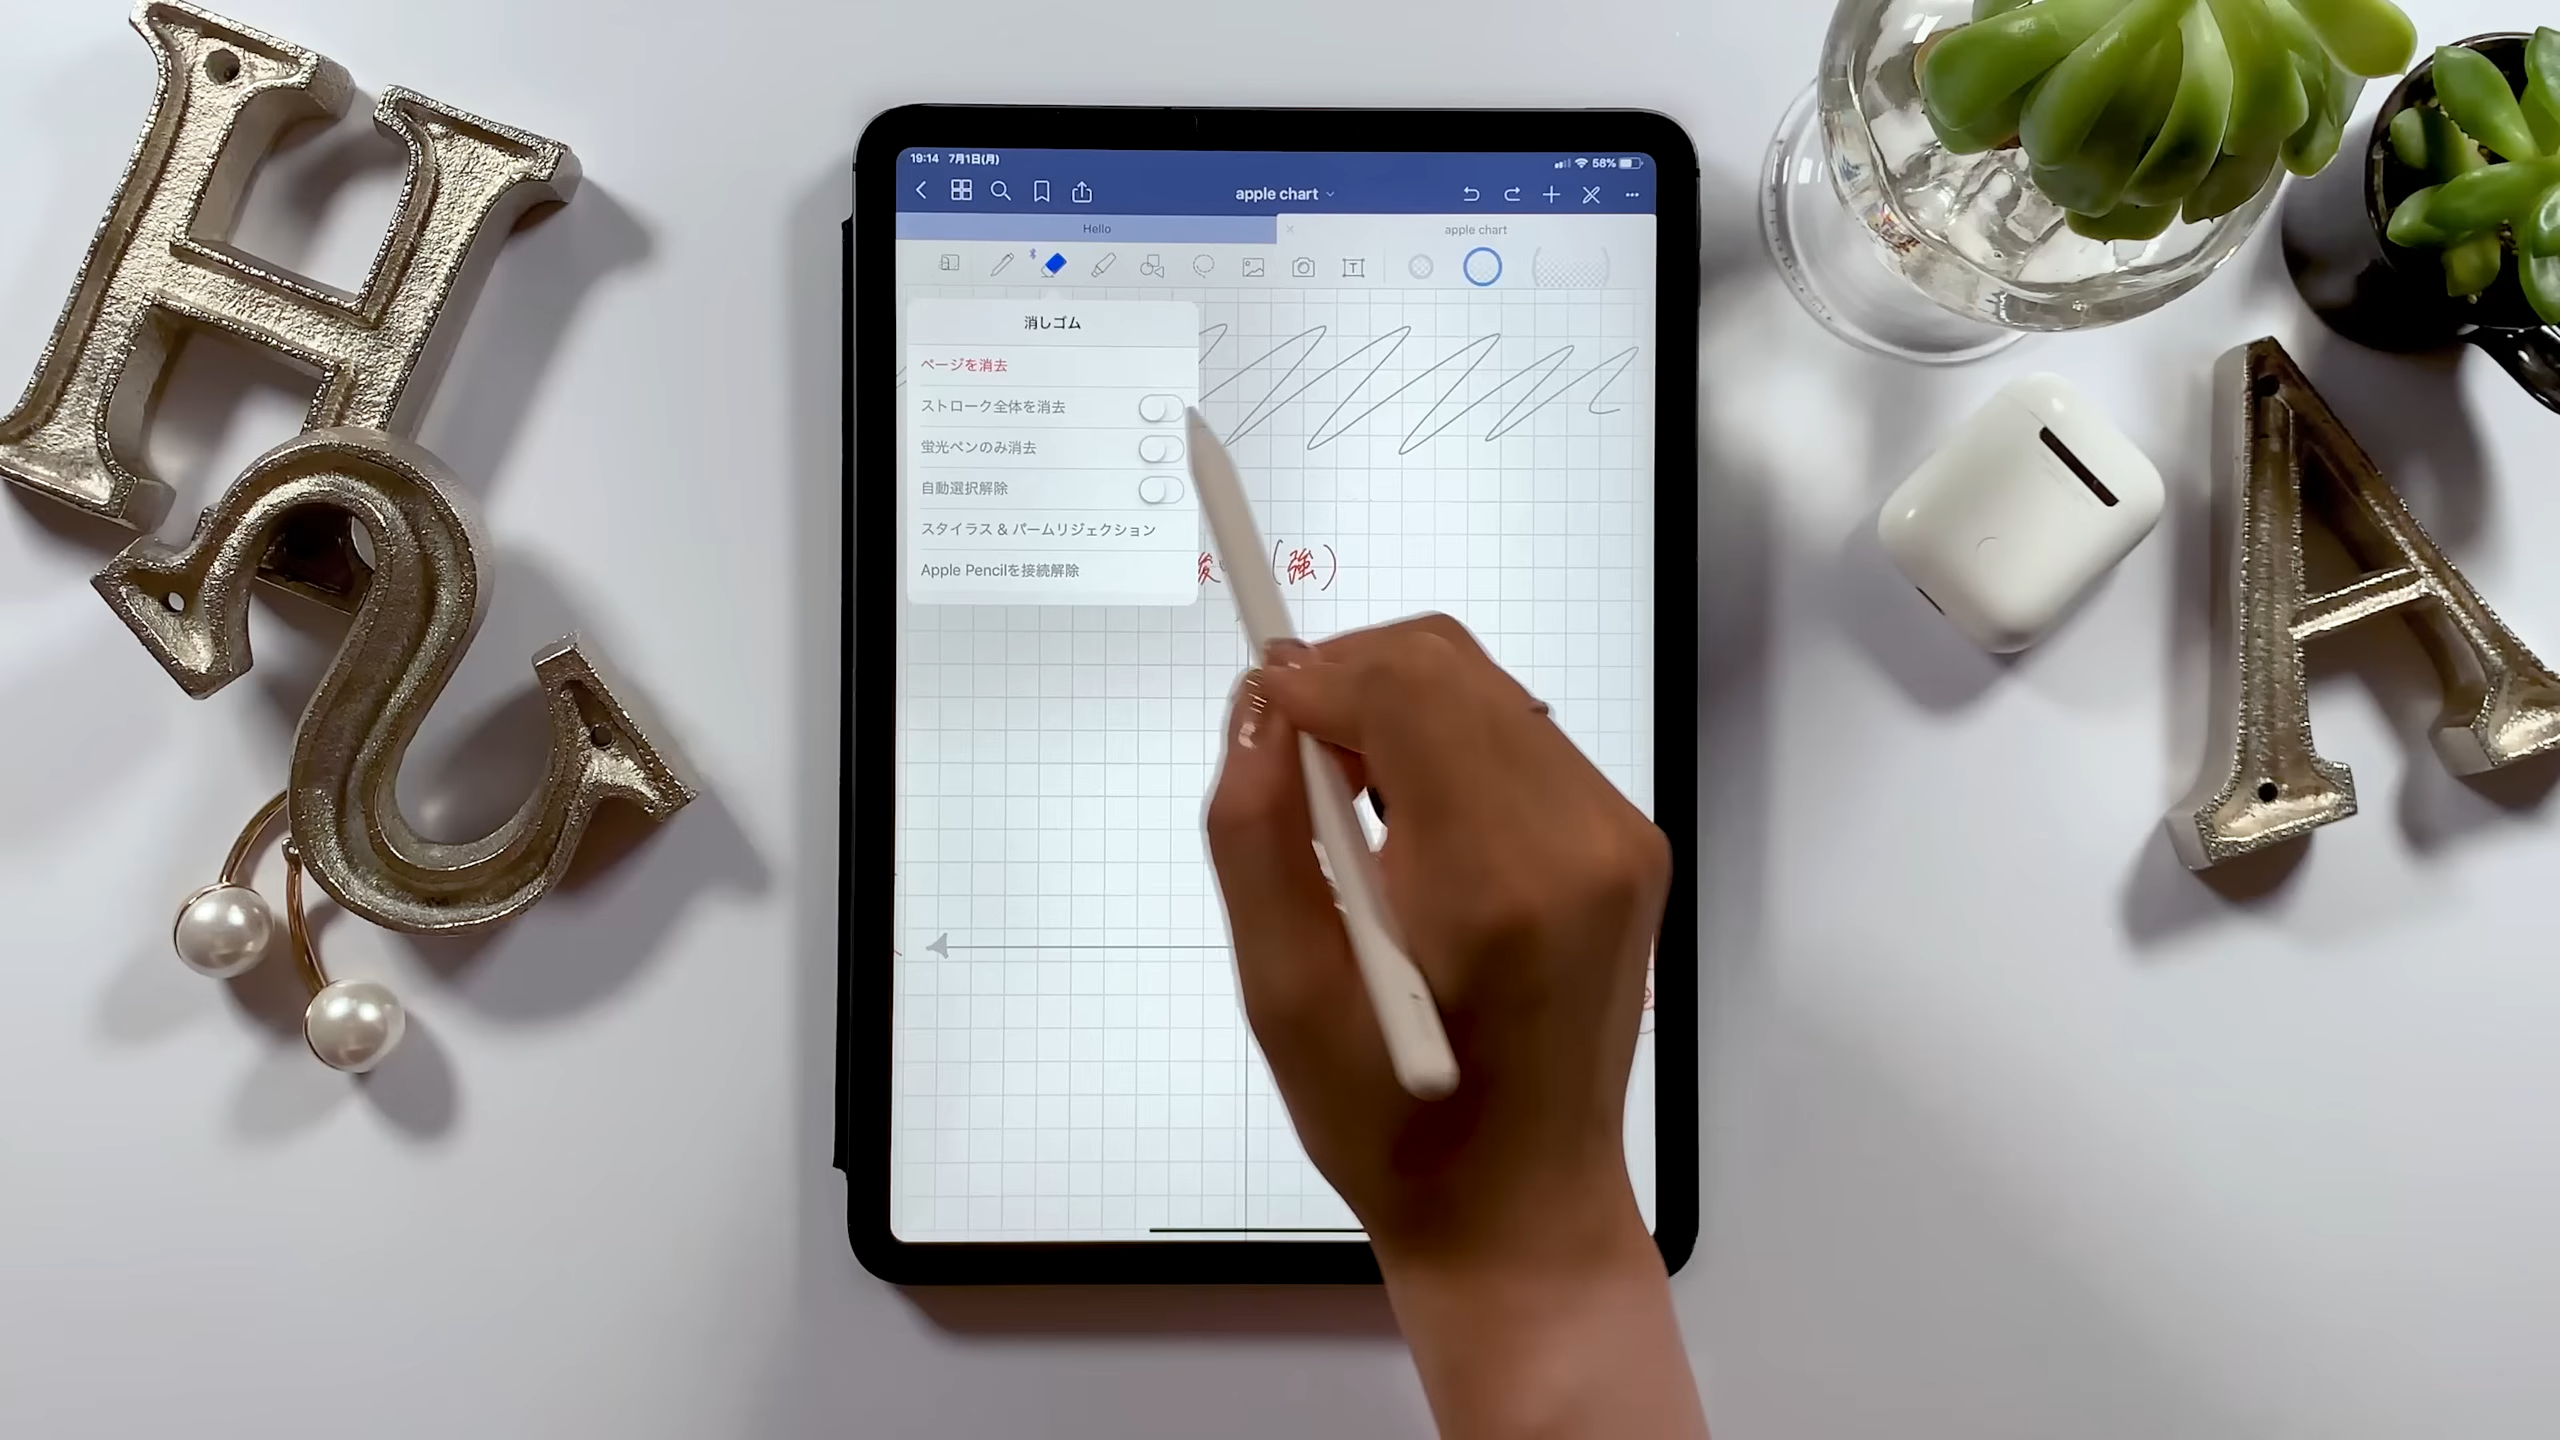 19:14 7月1日(月)
58%
apple chart
Hello
apple chart
消しゴム
ページを消去
ストローク全体を消去
蛍光ペンのみ消去
自動選択解除
スタイラス & パームリジェクション
Apple Pencilを接続解除
後 (強)
H
S
A